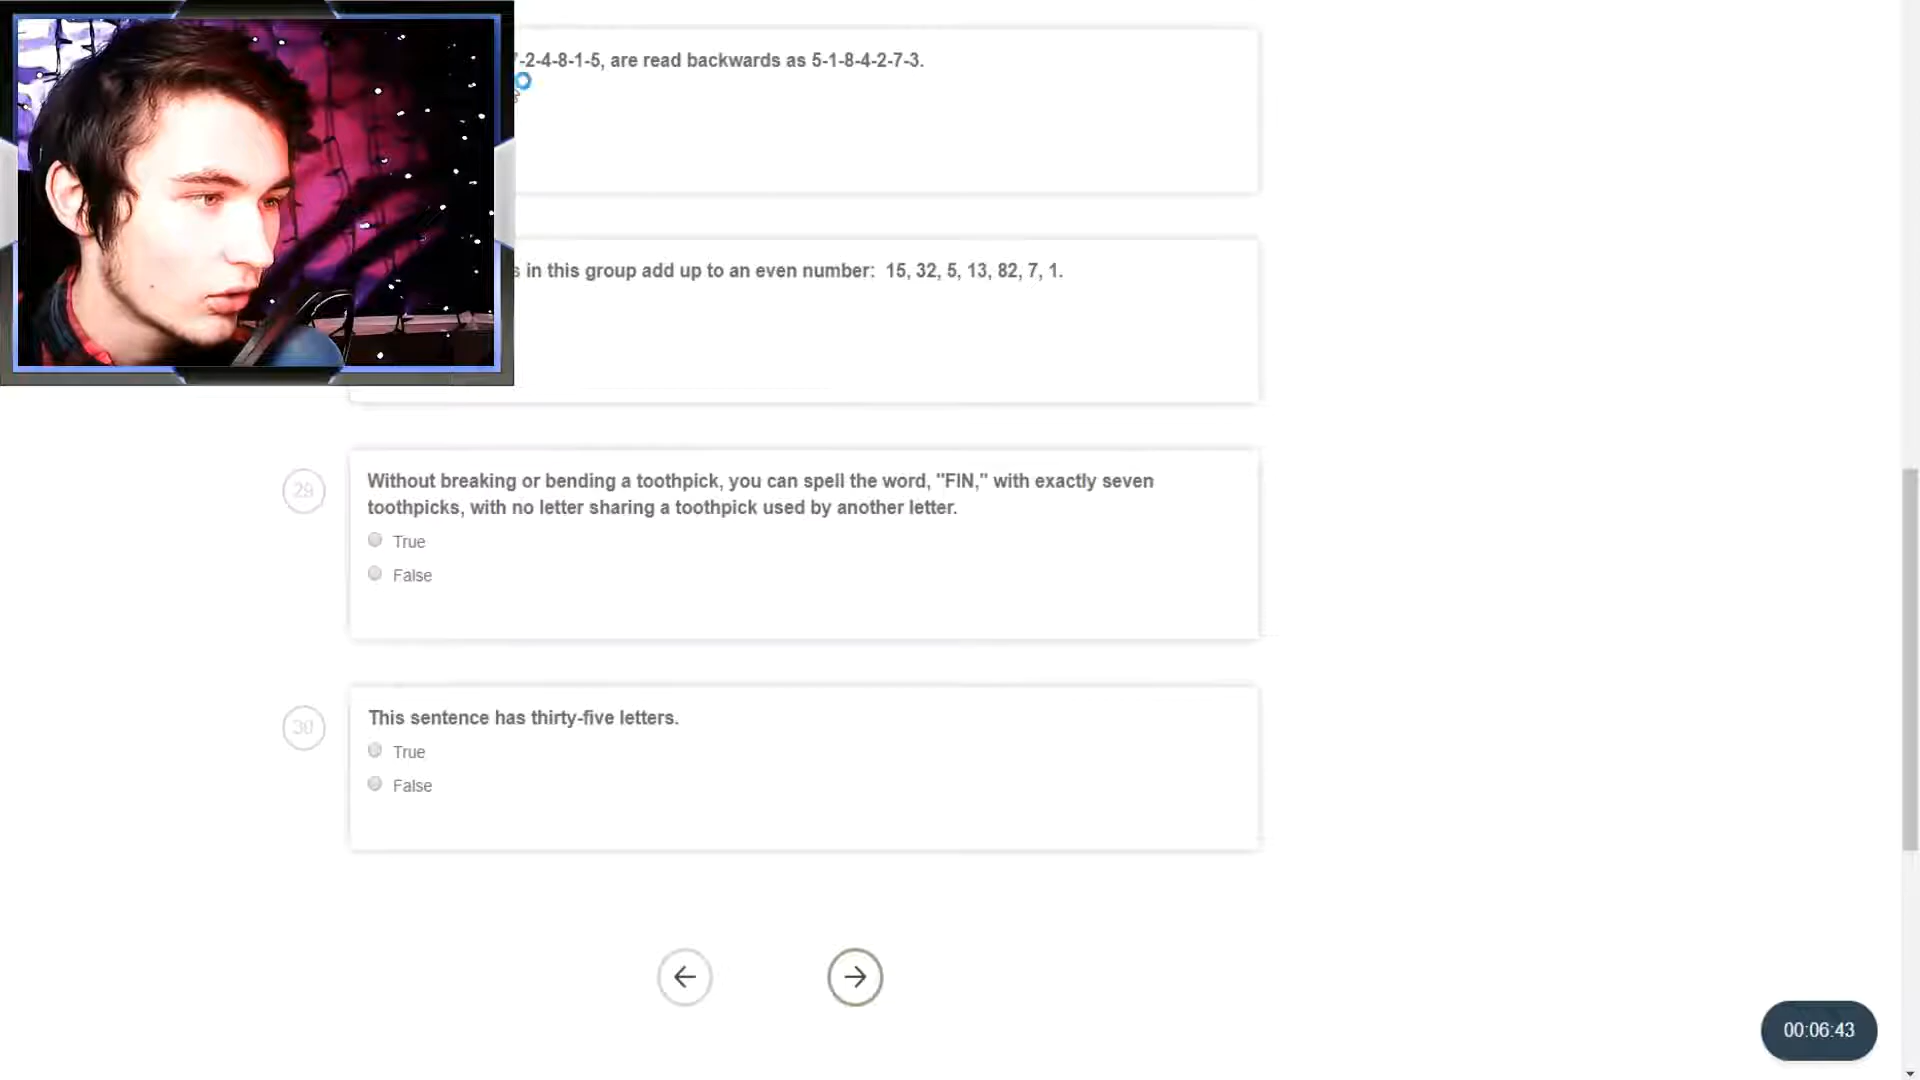 -2-4-8-1-5, are read backwards as 5-1-8-4-2-7-3.
in this group add up to an even number: 15, 32, 5, 13, 82, 7, 1.
29
Without breaking or bending a toothpick, you can spell the word, "FIN," with exactly seven
toothpicks, with no letter sharing a toothpick used by another letter.
True
False
30
This sentence has thirty-five letters.
True
False
00:06:43